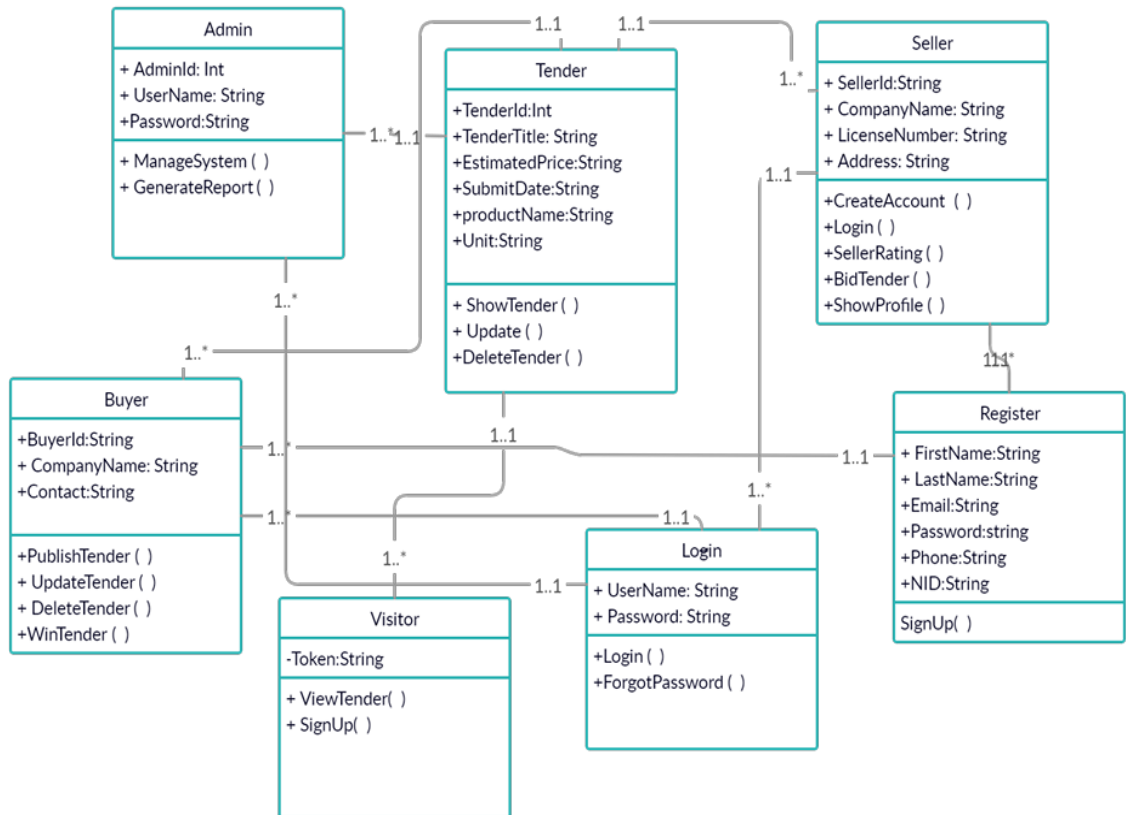 Admin
+ AdminId: Int
+ UserName: String
+Password:String
+ ManageSystem ( )
+ GenerateReport ( )
1..*
1..1
1..*
1..1
1..1
Tender
+TenderId:Int
+TenderTitle: String
+EstimatedPrice:String
+SubmitDate:String
+productName:String
+Unit:String
+ ShowTender ( )
+ Update ( )
+DeleteTender ( )
1..*
1..1
Seller
+ SellerId:String
+ CompanyName: String
+ LicenseNumber: String
+ Address: String
+CreateAccount ( )
+Login ( )
+SellerRating ( )
+BidTender ( )
+ShowProfile ( )
1..*
Buyer
+BuyerId:String
+ CompanyName: String
+Contact:String
+PublishTender ( )
+ UpdateTender ( )
+ DeleteTender ( )
+WinTender ( )
1..*
1..1
1..*
1..1
1..1
1..*
1..*
1..1
Register
+ FirstName:String
+ LastName:String
+Email:String
+Password:string
+Phone:String
+NID:String
SignUp( )
Login
+ UserName: String
+ Password: String
+Login ( )
+ForgotPassword ( )
Visitor
-Token:String
+ ViewTender( )
+ SignUp( )